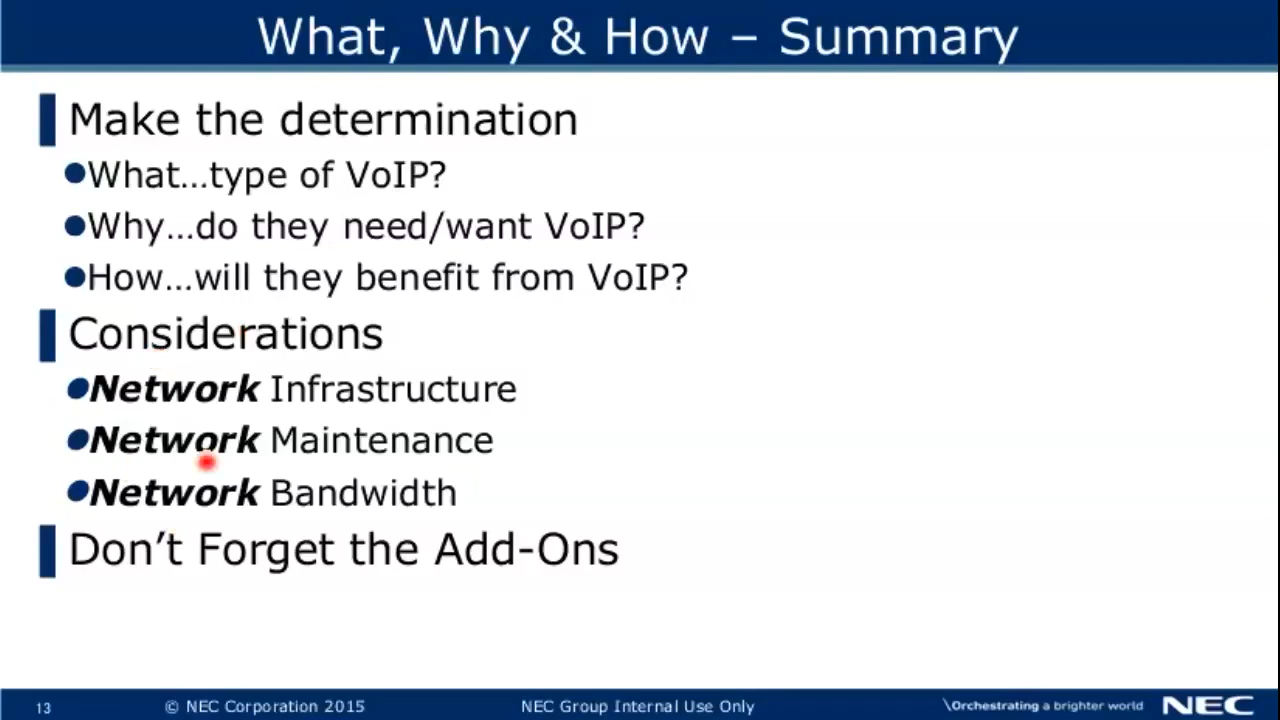 What, Why & How – Summary
Make the determination
●What…type of VoIP?
●Why…do they need/want VoIP?
●How…will they benefit from VoIP?
Considerations
●Network Infrastructure
●Network Maintenance
●Network Bandwidth
Don’t Forget the Add-Ons
13 © NEC Corporation 2015 NEC Group Internal Use Only \Orchestrating a brighter world NEC